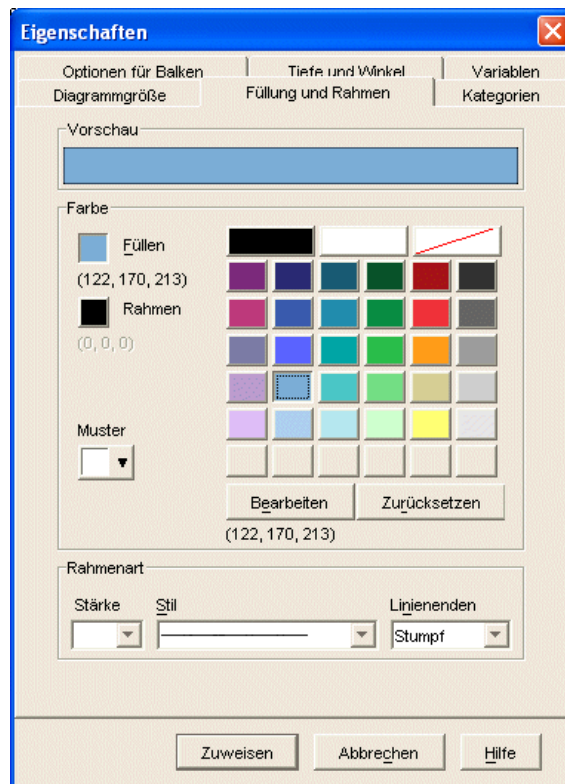 Eigenschaften
Optionen für Balken Tiefe und Winkel Variablen
Diagrammgröße Füllung und Rahmen Kategorien
Vorschau
Farbe
Füllen
(122, 170, 213)
Rahmen
(0, 0, 0)
Muster
Bearbeiten Zurücksetzen
(122, 170, 213)
Rahmenart
Stärke Stil Linienenden
Stumpf
Zuweisen Abbrechen Hilfe